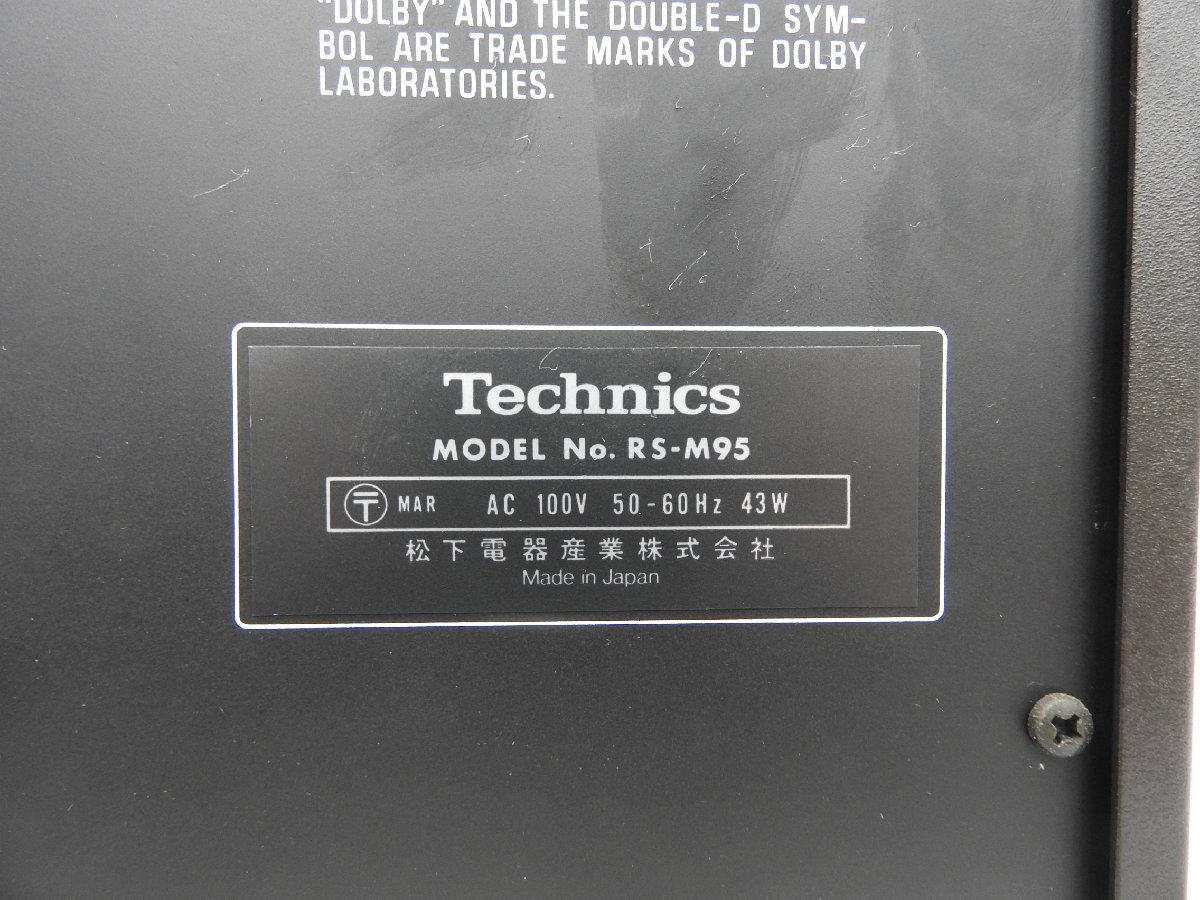 "DOLBY" AND THE DOUBLE-D SYM-
BOL ARE TRADE MARKS OF DOLBY
LABORATORIES.
Technics
MODEL No. RS-M95
〒 MAR AC 100V 50-60Hz 43W
松下電器産業株式会社
Made in Japan